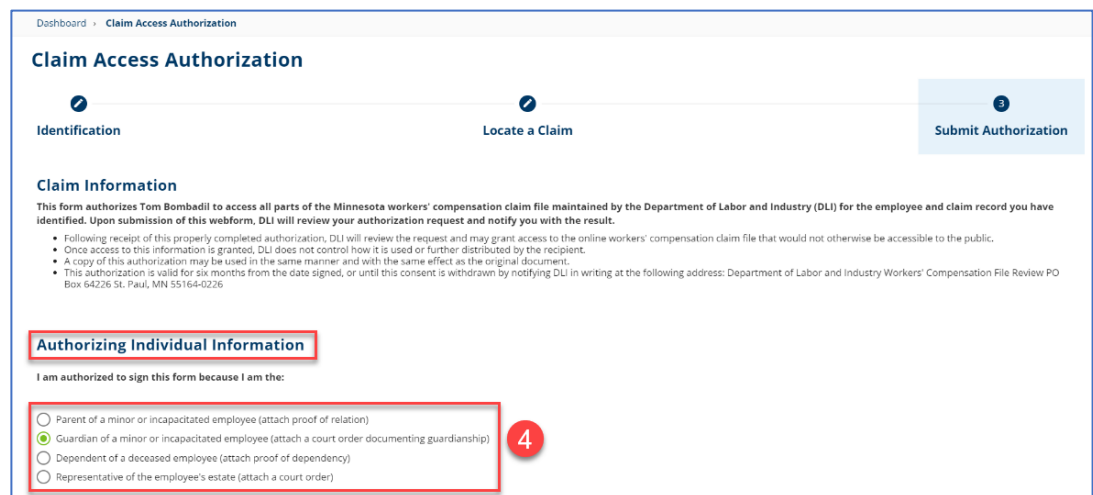 Dashboard › Claim Access Authorization
Claim Access Authorization
3
Identification
Locate a Claim
Submit Authorization
Claim Information
This form authorizes Tom Bombadil to access all parts of the Minnesota workers' compensation claim file maintained by the Department of Labor and Industry (DLI) for the employee and claim record you have
identified. Upon submission of this webform, DLI will review your authorization request and notify you with the result.
• Following receipt of this properly completed authorization, DLI will review the request and may grant access to the online workers' compensation claim file that would not otherwise be accessible to the public.
• Once access to this information is granted, DLI does not control how it is used or further distributed by the recipient.
• A copy of this authorization may be used in the same manner and with the same effect as the original document.
• This authorization is valid for six months from the date signed, or until this consent is withdrawn by notifying DLI in writing at the following address: Department of Labor and Industry Workers' Compensation File Review PO
Box 64226 St. Paul, MN 55164-0226
Authorizing Individual Information
I am authorized to sign this form because I am the:
Parent of a minor or incapacitated employee (attach proof of relation)
Guardian of a minor or incapacitated employee (attach a court order documenting guardianship)
4
Dependent of a deceased employee (attach proof of dependency)
Representative of the employee's estate (attach a court order)